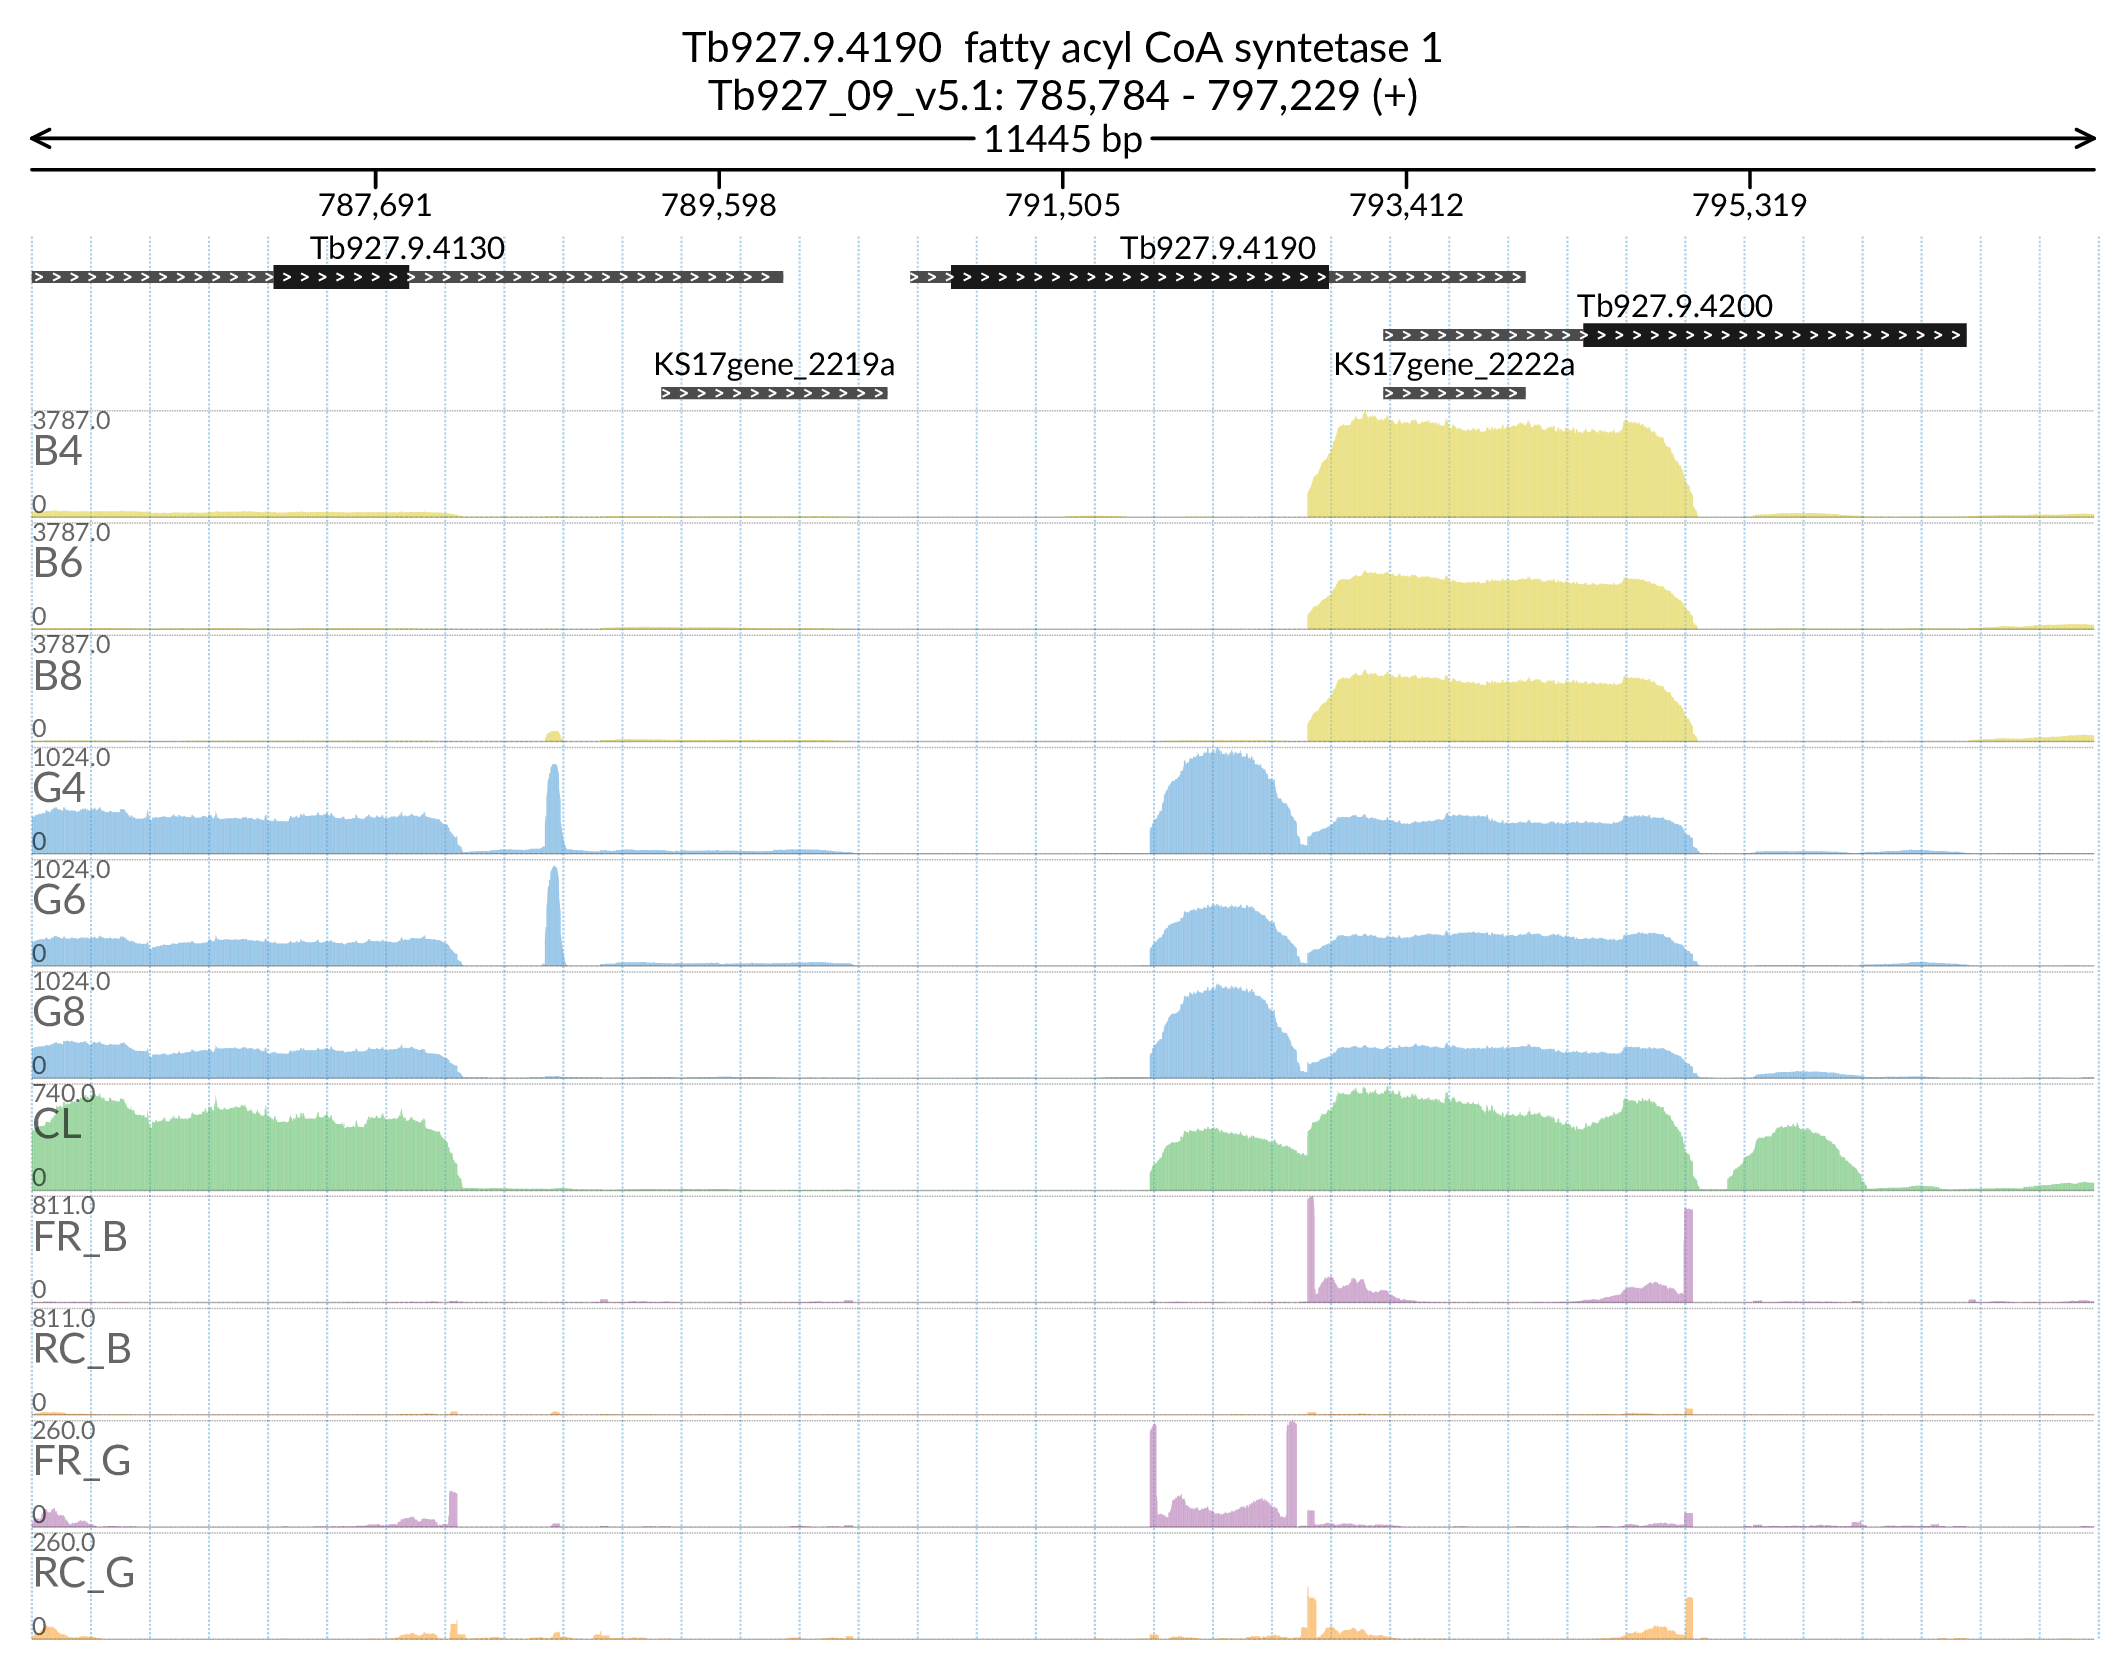 Tb927.9.4190  fatty acyl CoA syntetase 1
Tb927_09_v5.1: 785,784 - 797,229 (+)
11445 bp
787,691 789,598 791,505 793,412 795,319
Tb927.9.4130 Tb927.9.4190
Tb927.9.4200
KS17gene_2219a KS17gene_2222a
3787.0
B4
0
3787.0
B6
0
3787.0
B8
0
1024.0
G4
0
1024.0
G6
0
1024.0
G8
0
740.0
CL
0
811.0
FR_B
0
811.0
RC_B
0
260.0
FR_G
0
260.0
RC_G
0